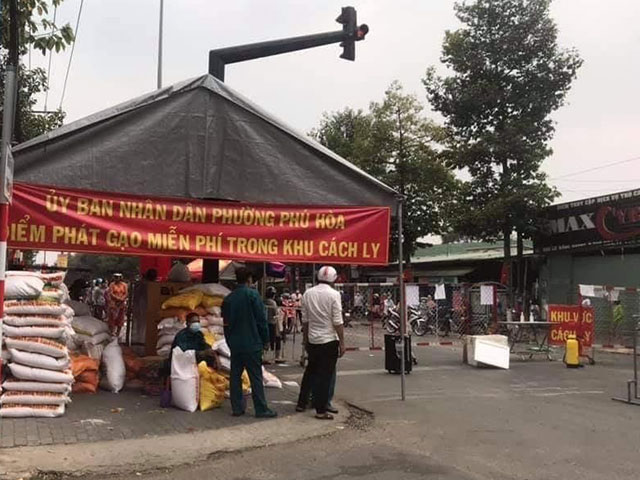 ỦY BAN NHÂN DÂN PHƯỜNG PHÚ HÒA
ĐIỂM PHÁT GẠO MIỄN PHÍ TRONG KHU CÁCH LY
MAX
KHU VỰC
CÁCH LY